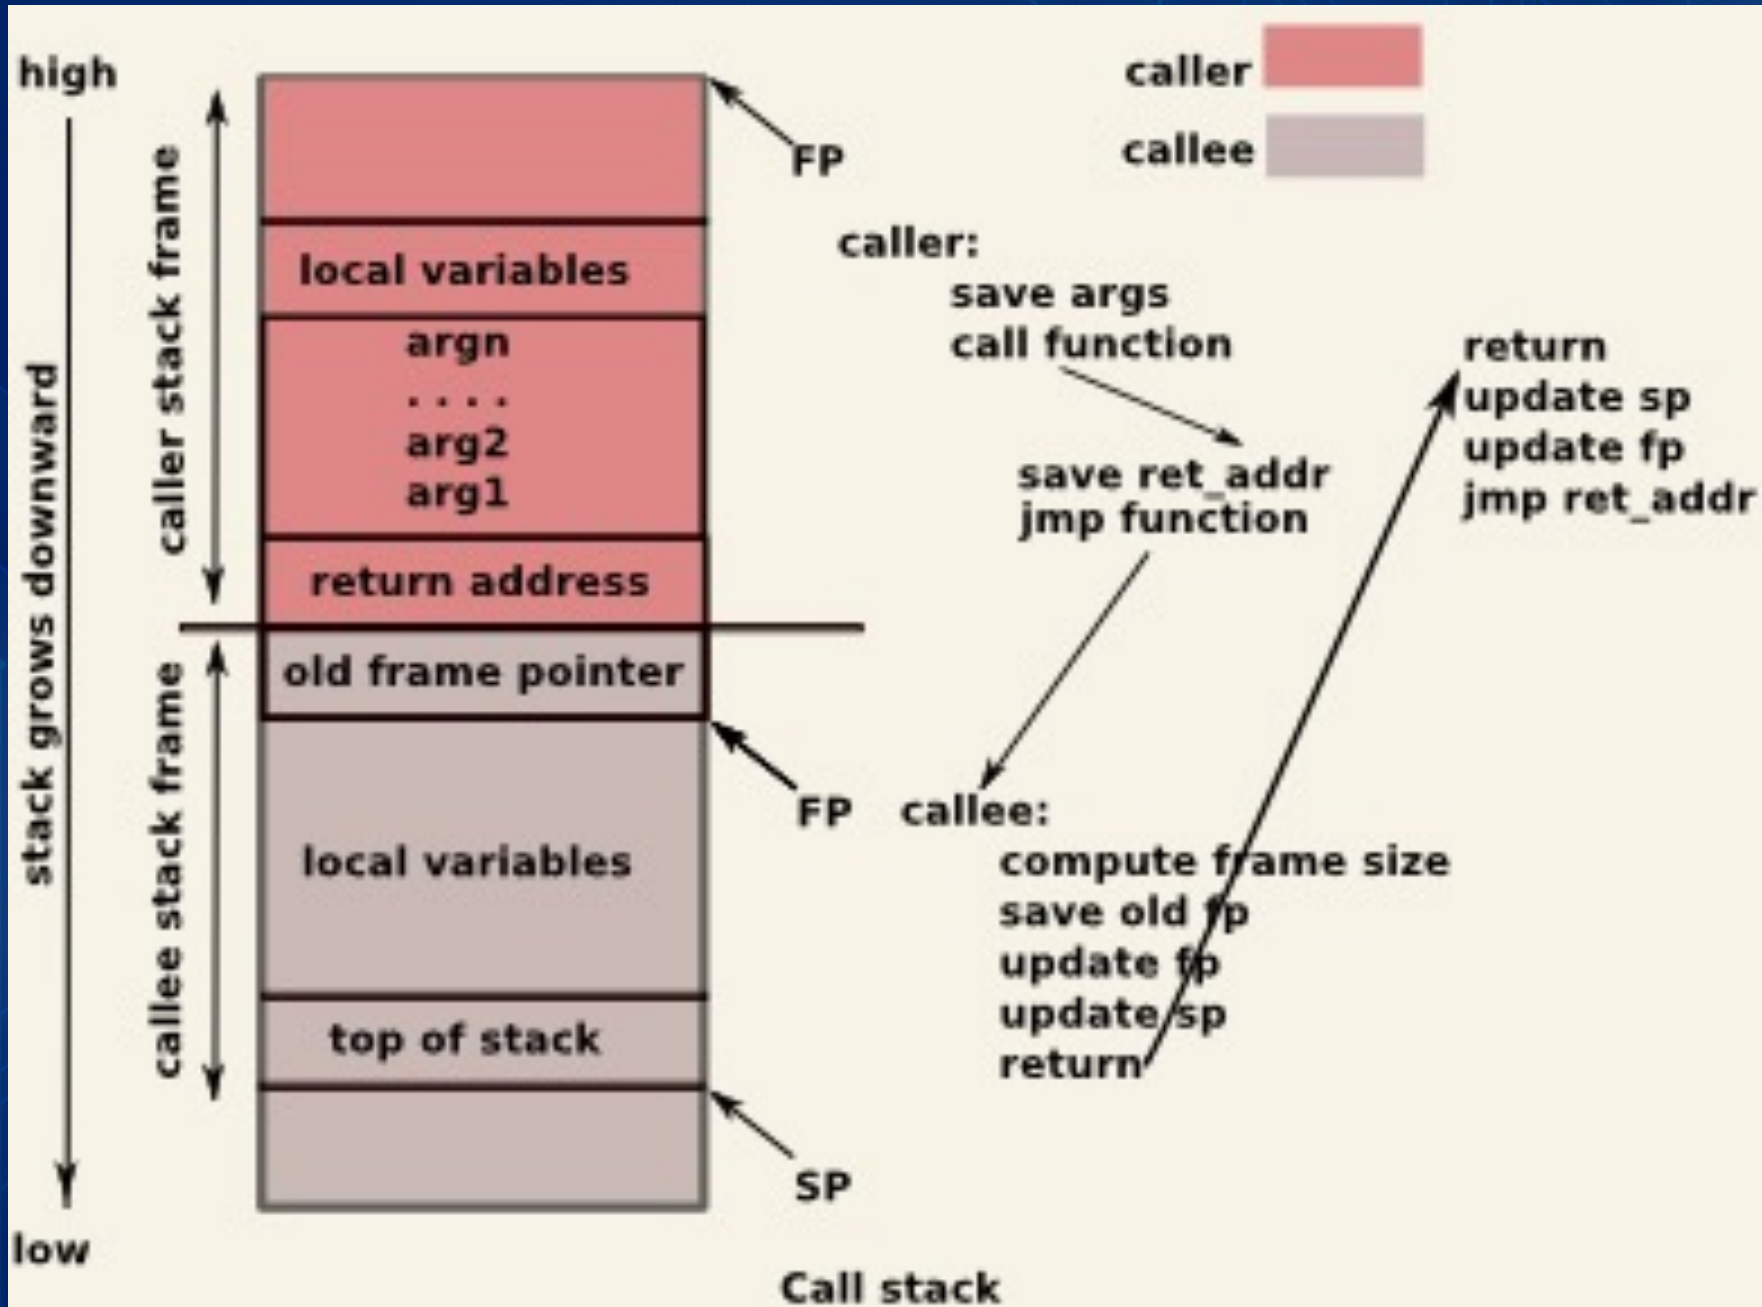 high
stack grows downward
low
caller stack frame
callee stack frame
local variables
argn
....
arg2
arg1
return address
old frame pointer
local variables
top of stack
FP
FP
SP
caller
callee
caller:
save args
call function
save ret_addr
jmp function
callee:
compute frame size
save old fp
update fp
update sp
return
return
update sp
update fp
jmp ret_addr
Call stack